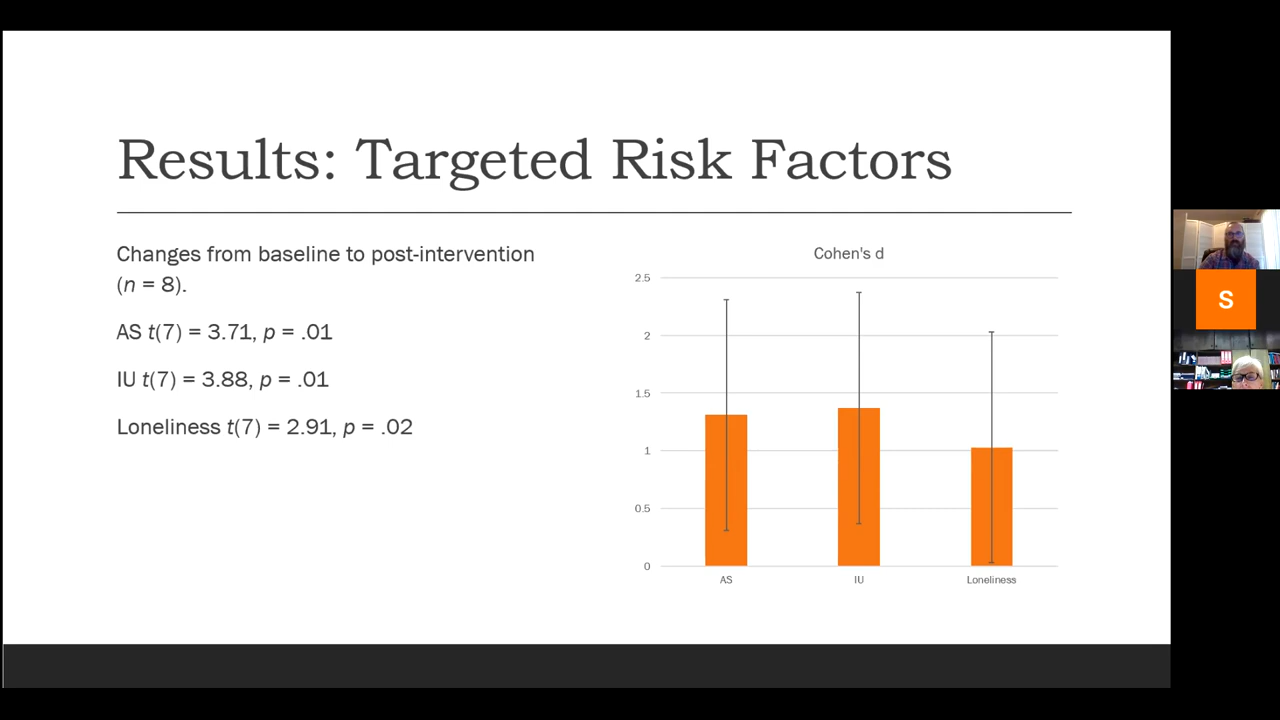 Results: Targeted Risk Factors
Changes from baseline to post-intervention
(n = 8).
AS t(7) = 3.71, p = .01
IU t(7) = 3.88, p = .01
Loneliness t(7) = 2.91, p = .02
Cohen's d
2.5
2
1.5
1
0.5
0
AS
IU
Loneliness
S